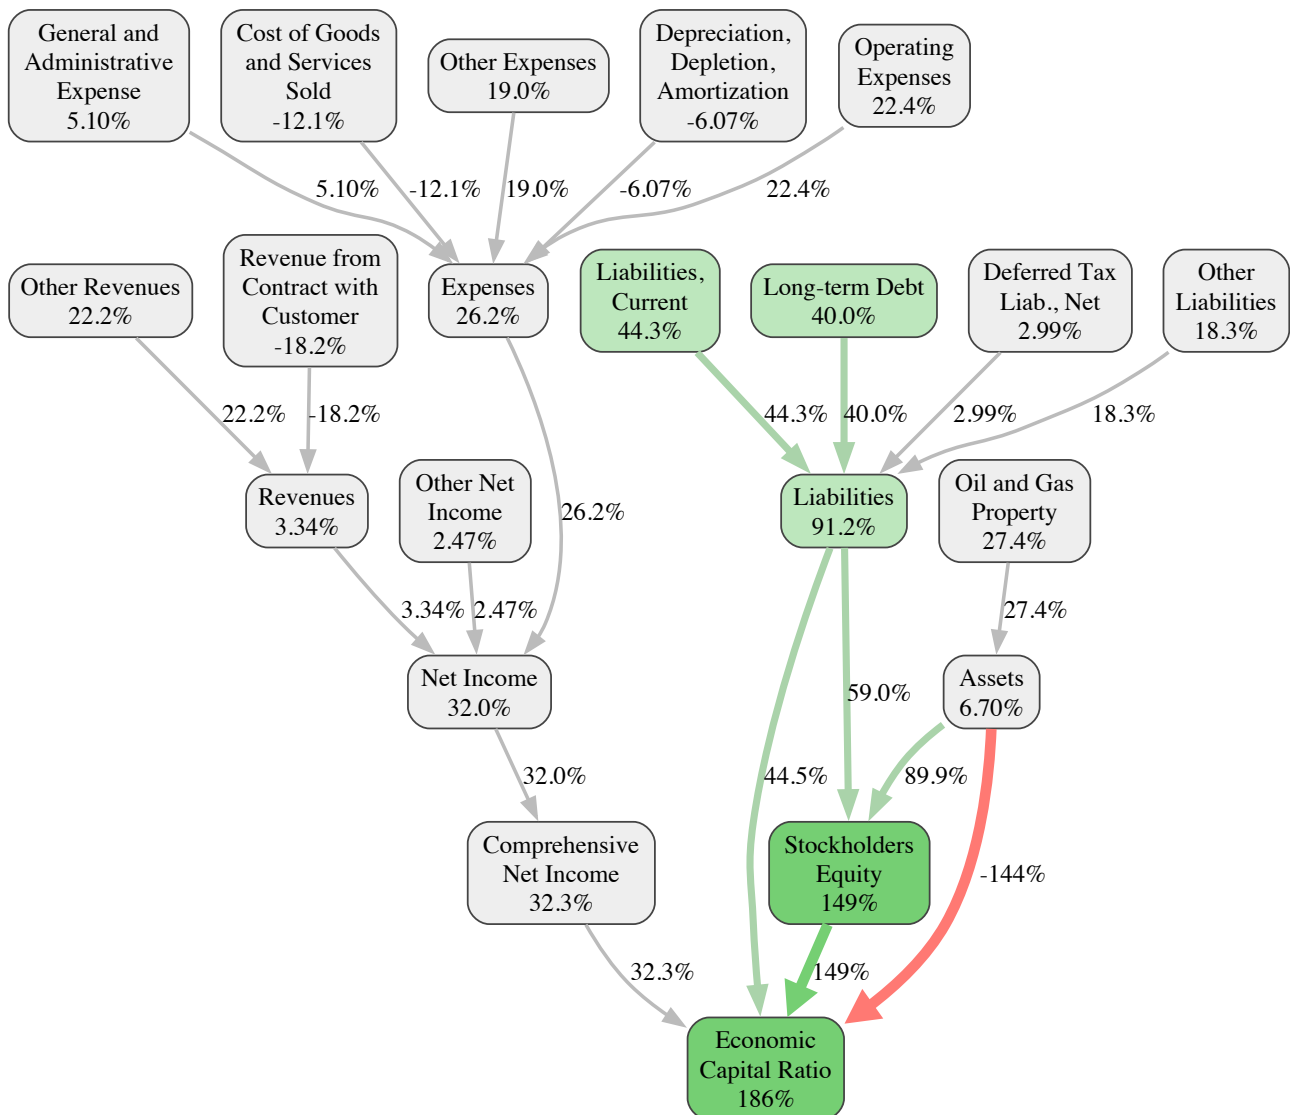 General and
Administrative
Expense
5.10%
Cost of Goods
and Services
Sold
-12.1%
Other Expenses
19.0%
Depreciation,
Depletion,
Amortization
-6.07%
Operating
Expenses
22.4%
5.10%
-12.1%
19.0%
-6.07%
22.4%
Other Revenues
22.2%
Revenue from
Contract with
Customer
-18.2%
Expenses
26.2%
Liabilities,
Current
44.3%
Long-term Debt
40.0%
Deferred Tax
Liab., Net
2.99%
Other
Liabilities
18.3%
22.2%
-18.2%
44.3%
40.0%
2.99%
18.3%
Revenues
3.34%
Other Net
Income
2.47%
26.2%
Liabilities
91.2%
Oil and Gas
Property
27.4%
3.34%
2.47%
27.4%
Net Income
32.0%
59.0%
Assets
6.70%
32.0%
44.5%
89.9%
Comprehensive
Net Income
32.3%
Stockholders
Equity
149%
-144%
32.3%
149%
Economic
Capital Ratio
186%